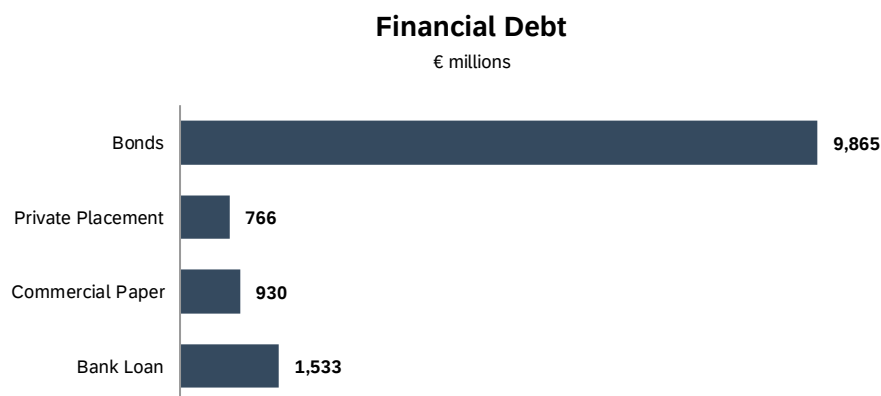 Financial Debt
€ millions
Bonds 9,865
Private Placement 766
Commercial Paper 930
Bank Loan 1,533